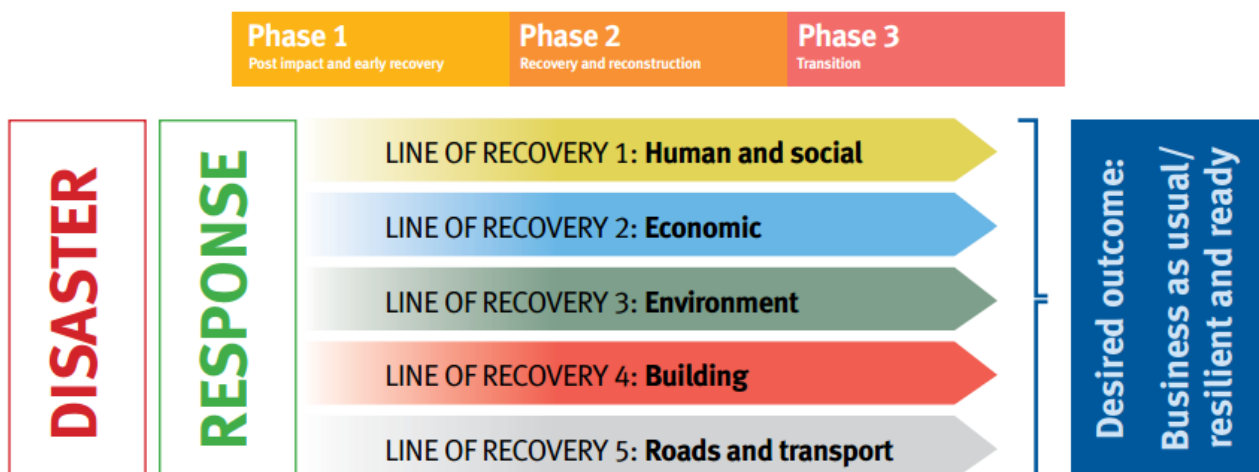 Phase 1
Post impact and early recovery
Phase 2
Recovery and reconstruction
Phase 3
Transition
DISASTER
RESPONSE
LINE OF RECOVERY 1: Human and social
LINE OF RECOVERY 2: Economic
LINE OF RECOVERY 3: Environment
LINE OF RECOVERY 4: Building
LINE OF RECOVERY 5: Roads and transport
Desired outcome:
Business as usual/
resilient and ready